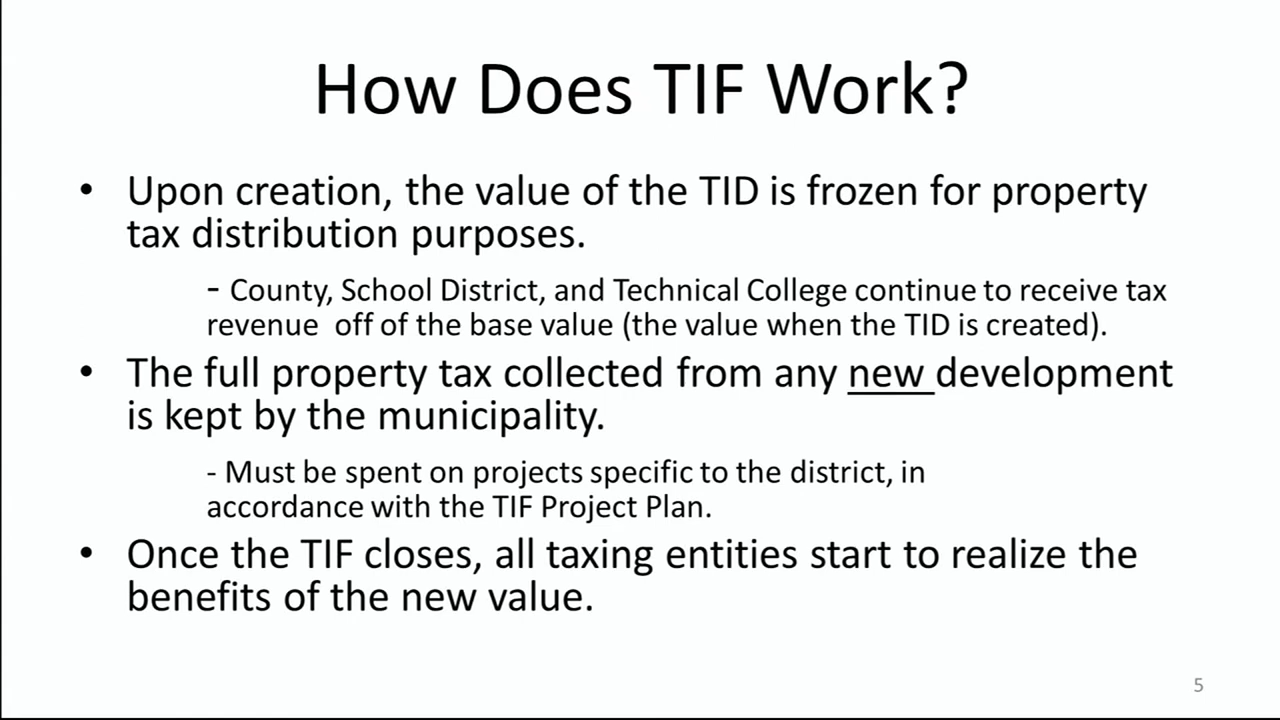 How Does TIF Work?
• Upon creation, the value of the TID is frozen for property
tax distribution purposes.
- County, School District, and Technical College continue to receive tax
revenue  off of the base value (the value when the TID is created).
• The full property tax collected from any new development
is kept by the municipality.
- Must be spent on projects specific to the district, in
accordance with the TIF Project Plan.
• Once the TIF closes, all taxing entities start to realize the
benefits of the new value.
5